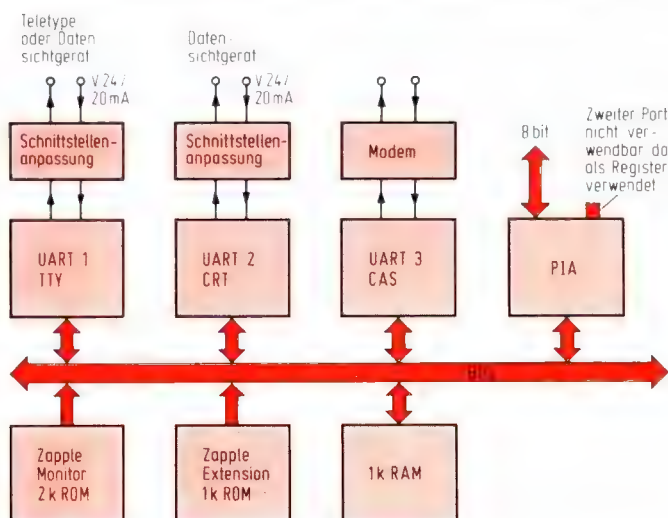 Teletype
oder Daten
sichtgerät
V.24/
20mA
Daten-
sichtgerät
V.24/
20mA
Schnittstellen-
anpassung
Schnittstellen-
anpassung
Modem
8 bit
Zweiter Port
nicht ver-
wendbar da
als Register
verwendet
UART 1
TTY
UART 2
CRT
UART 3
CAS
PIA
Zapple
Monitor
2k ROM
Zapple
Extension
1k ROM
1k RAM